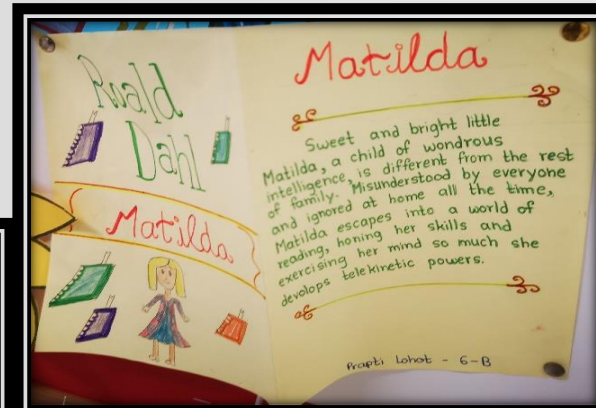 Roald
Dahl
Matilda
Matilda
Sweet and bright little
Matilda, a child of wondrous
intelligence, is different from the rest
of family. Misunderstood by everyone
and ignored at home all the time,
Matilda escapes into a world of
reading, honing her skills and
exercising her mind so much she
devolops telekinetic powers.
Prapti Lohot - 6-B